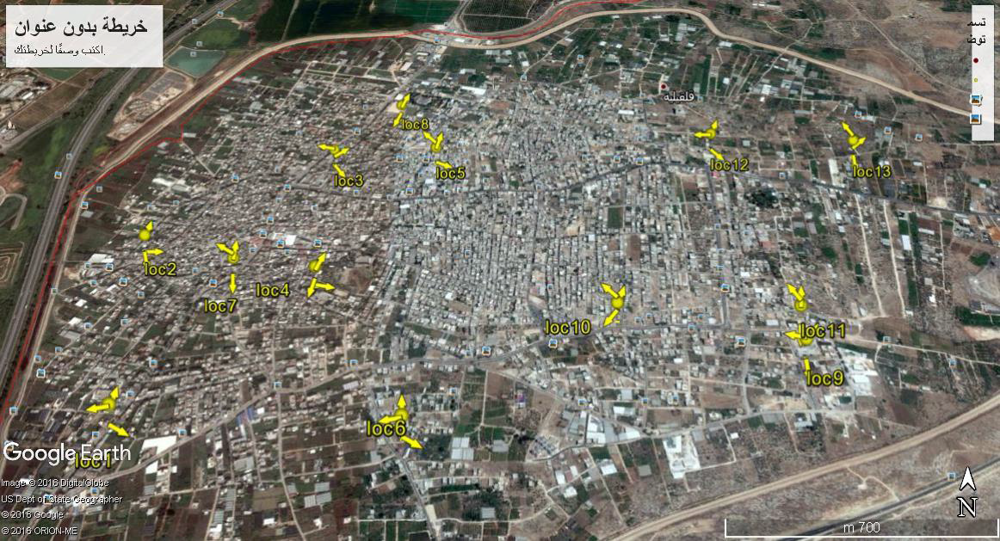 خريطة بدون عنوان
اكتب وصفًا لخريطتك.
تسم
توض
قلقيلية
loc8
loc5
loc3
loc12
loc13
loc2
loc7
loc4
loc10
loc11
loc9
loc6
loc1
Google Earth
Image © 2016 DigitalGlobe
US Dept of State Geographer
© 2016 Google
© 2016 ORION-ME
N
m 700